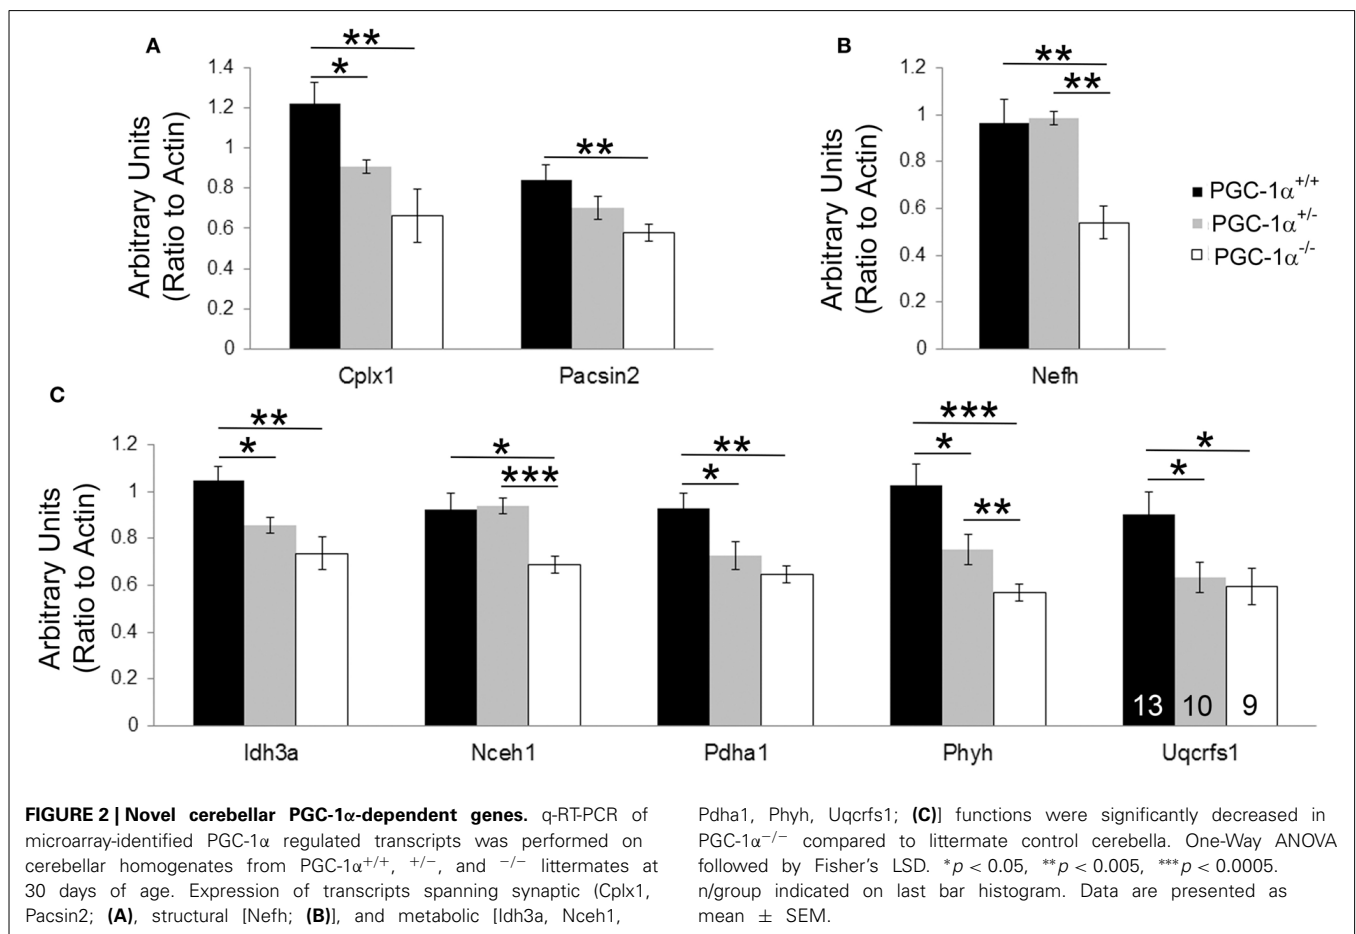 A
** 
*
**
1.4
1.2
1
0.8
0.6
0.4
0.2
0
Arbitrary Units
(Ratio to Actin)
Cplx1 Pacsin2
B
**
**
1.2
1
0.8
0.6
0.4
0.2
0
Arbitrary Units
(Ratio to Actin)
Nefh
PGC-1α+/+
PGC-1α+/-
PGC-1α-/-
C
** * ** *** *
* *** * * *
**
1.2
1
0.8
0.6
0.4
0.2
0
Arbitrary Units
(Ratio to Actin)
13 10 9
Idh3a Nceh1 Pdha1 Phyh Uqcrfs1
FIGURE 2 | Novel cerebellar PGC-1α-dependent genes. q-RT-PCR of
microarray-identified PGC-1α regulated transcripts was performed on
cerebellar homogenates from PGC-1α+/+, +/−, and −/− littermates at
30 days of age. Expression of transcripts spanning synaptic (Cplx1,
Pacsin2; (A), structural [Nefh; (B)], and metabolic [Idh3a, Nceh1,
Pdha1, Phyh, Uqcrfs1; (C)] functions were significantly decreased in
PGC-1α−/− compared to littermate control cerebella. One-Way ANOVA
followed by Fisher's LSD. *p < 0.05, **p < 0.005, ***p < 0.0005.
n/group indicated on last bar histogram. Data are presented as
mean ± SEM.